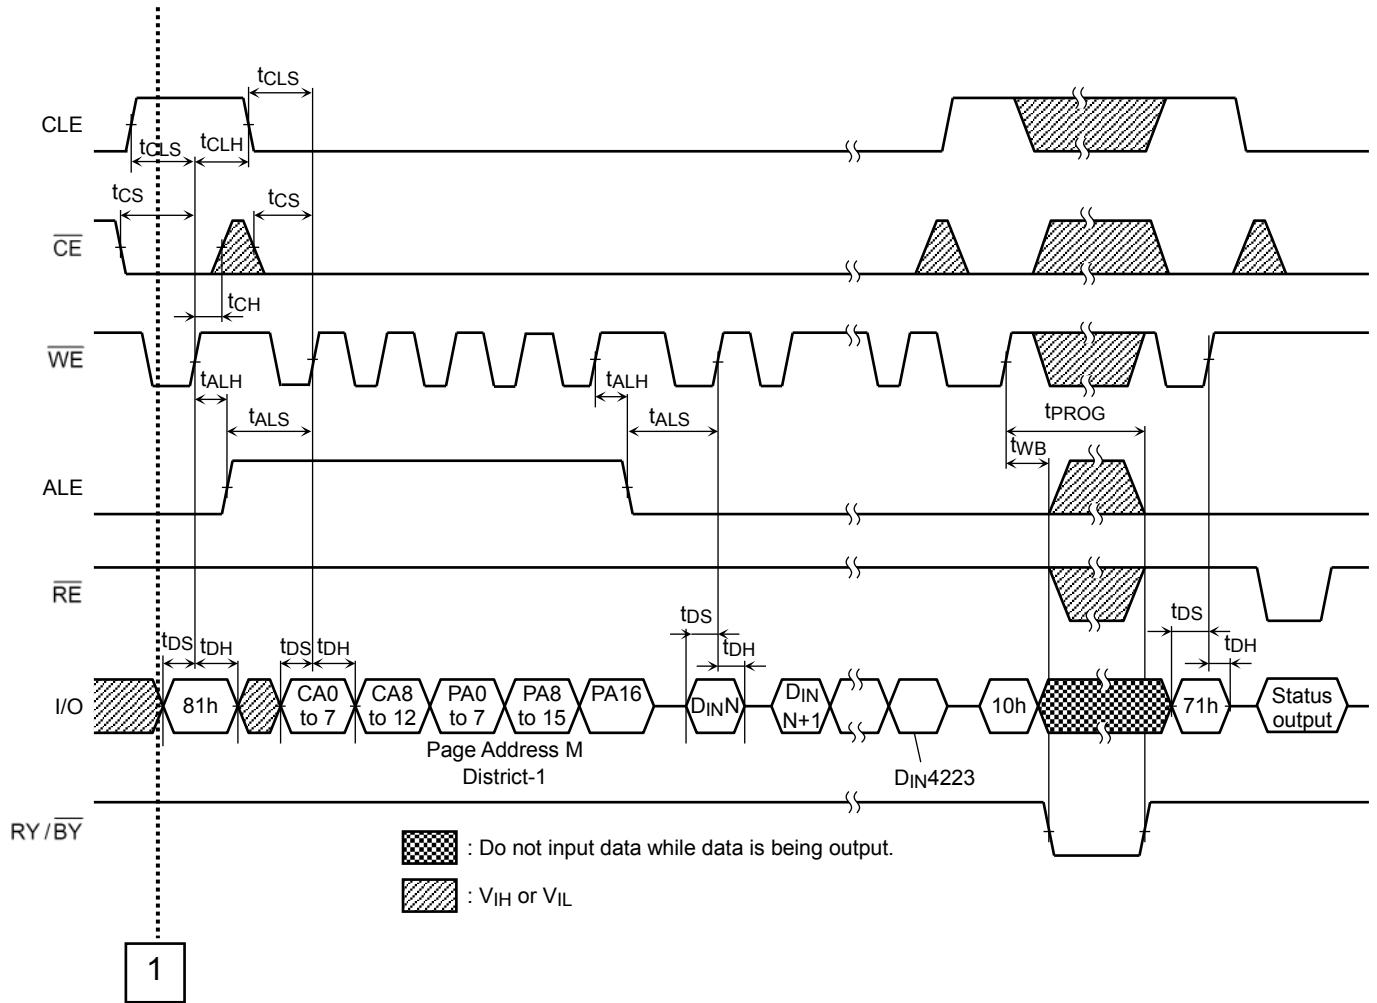 tCLS
CLE
tCLS
tCLH
tCS
tCS
CE
tCH
WE
tALH
tALH
tALS
tALS
tPROG
tWB
ALE
RE
tDS
tDH
tDS
tDH
tDS
tDH
tDS
tDH
I/O
81h
CA0 to 7
CA8 to 12
PA0 to 7
PA8 to 15
PA16
DINN
DIN N+1
10h
71h
Status output
Page Address M
District-1
DIN4223
RY / BY
: Do not input data while data is being output.
: VIH or VIL
1